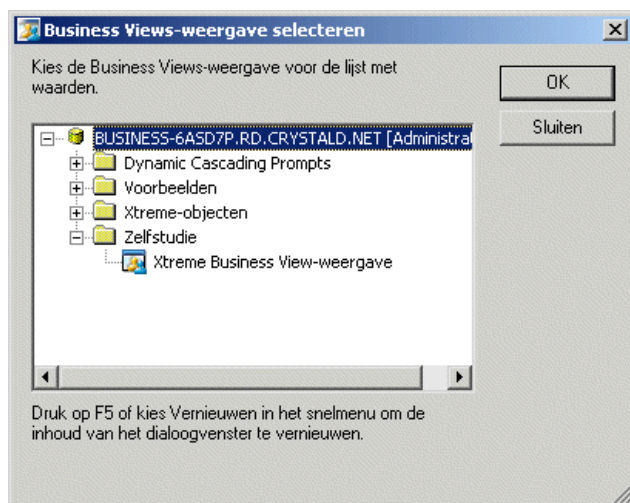 Business Views-weergave selecteren
Kies de Business Views-weergave voor de lijst met
waarden.
OK
Sluiten
BUSINESS-6ASD7P.RD.CRYSTALD.NET [Administra
Dynamic Cascading Prompts
Voorbeelden
Xtreme-objecten
Zelfstudie
Xtreme Business View-weergave
Druk op F5 of kies Vernieuwen in het snelmenu om de
inhoud van het dialoogvenster te vernieuwen.